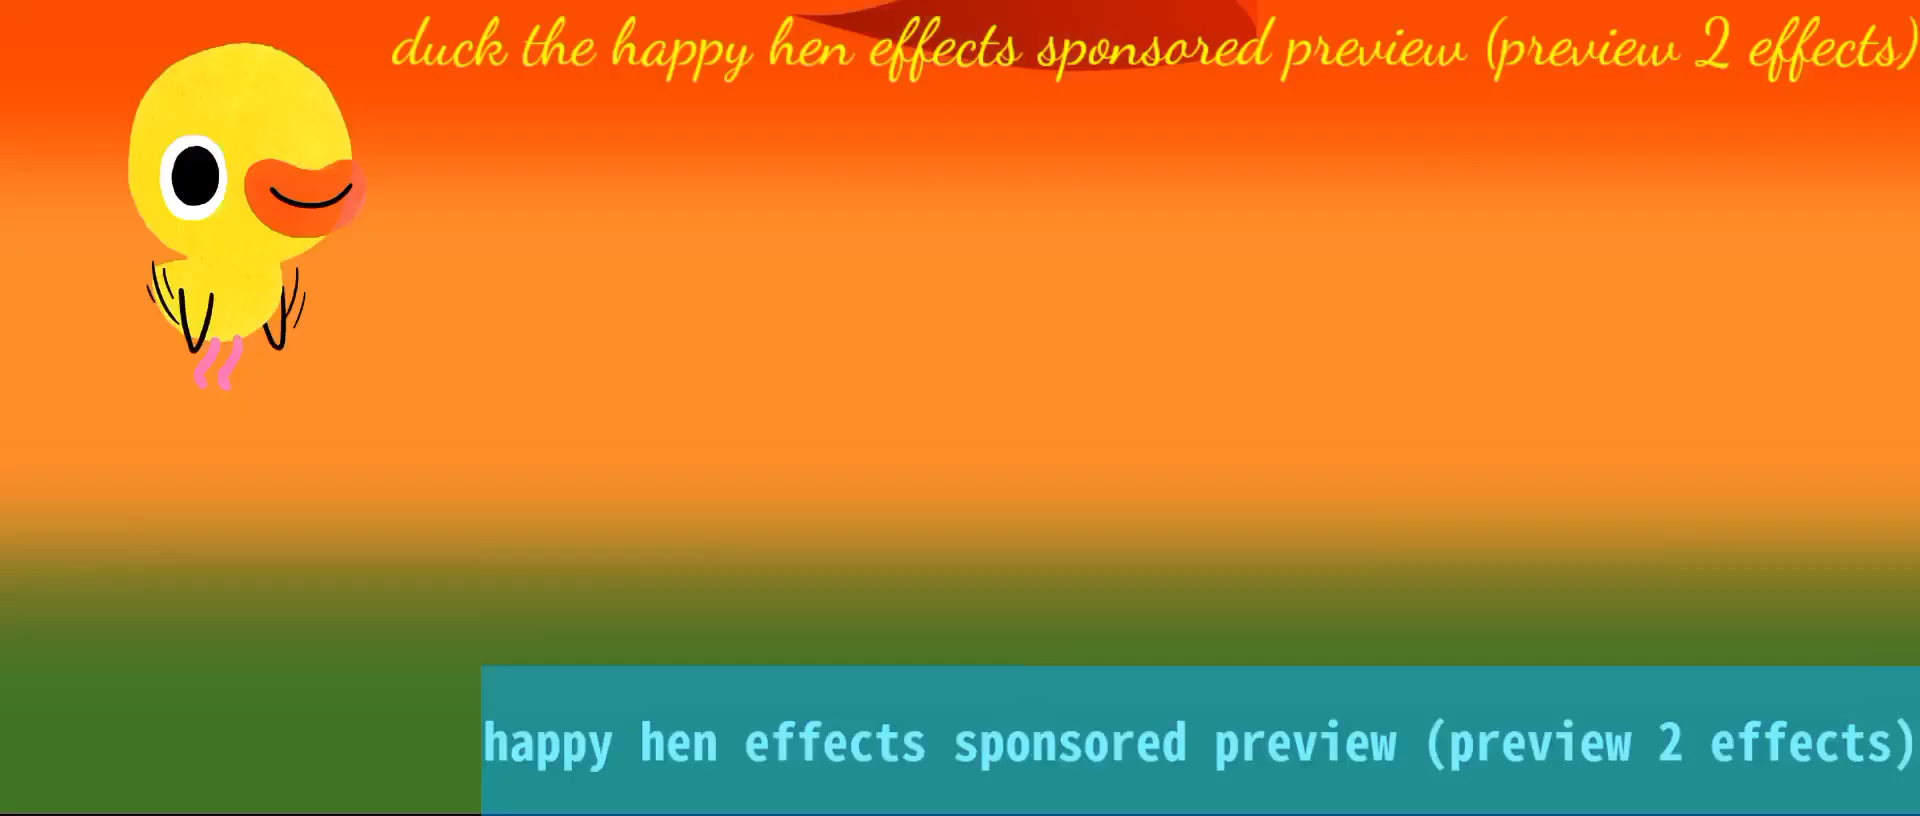 duck the happy hen effects sponsored preview (preview 2 effects)
happy hen effects sponsored preview (preview 2 effects)